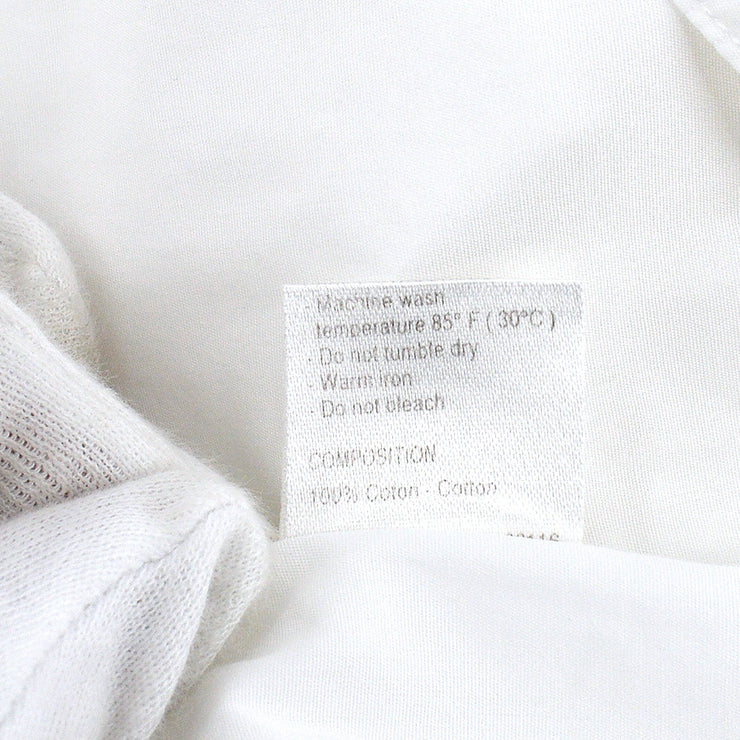 - Machine wash
temperature 85° F ( 30°C )
- Do not tumble dry
- Warm iron
- Do not bleach
COMPOSITION
100% Coton - Cotton